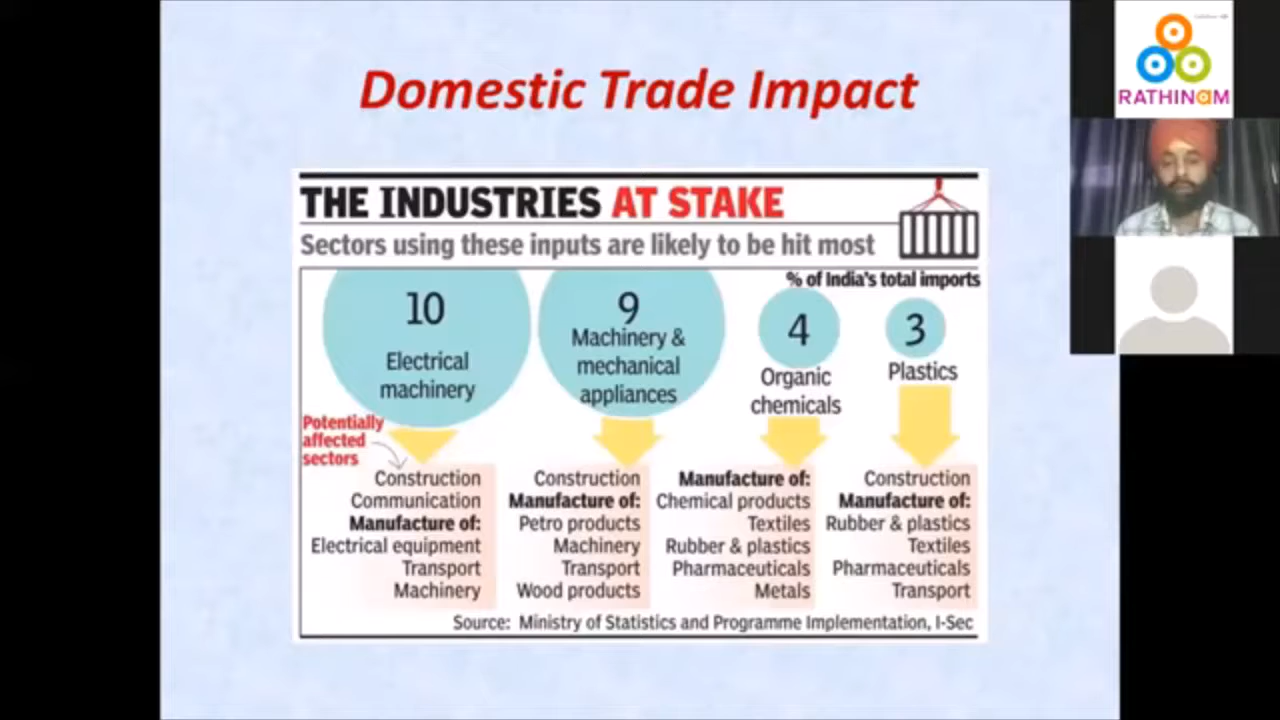 Domestic Trade Impact
THE INDUSTRIES AT STAKE
Sectors using these inputs are likely to be hit most
% of India's total imports
10
Electrical
machinery
9
Machinery &
mechanical
appliances
4
Organic
chemicals
3
Plastics
Potentially
affected
sectors
Construction
Communication
Manufacture of:
Electrical equipment
Transport
Machinery
Construction
Manufacture of:
Petro products
Machinery
Transport
Wood products
Manufacture of:
Chemical products
Textiles
Rubber & plastics
Pharmaceuticals
Metals
Construction
Manufacture of:
Rubber & plastics
Textiles
Pharmaceuticals
Transport
Source: Ministry of Statistics and Programme Implementation, I-Sec
RATHINAM